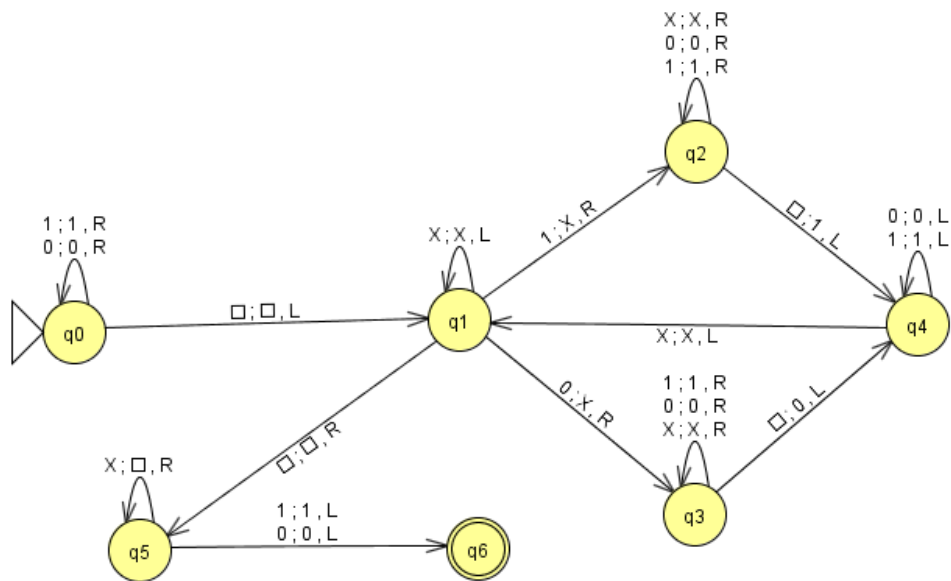 X ; X , R
0 ; 0 , R
1 ; 1 , R
q2
1 ; 1 , R
0 ; 0 , R
q0
□ ; □ , L
X ; X , L
q1
1 ; X , R
□ ; 1 , L
0 ; 0 , L
1 ; 1 , L
q4
X ; X , L
0 ; X , R
1 ; 1 , R
0 ; 0 , R
X ; X , R
q3
□ ; 0 , L
□ ; □ , R
X ; □ , R
q5
1 ; 1 , L
0 ; 0 , L
q6